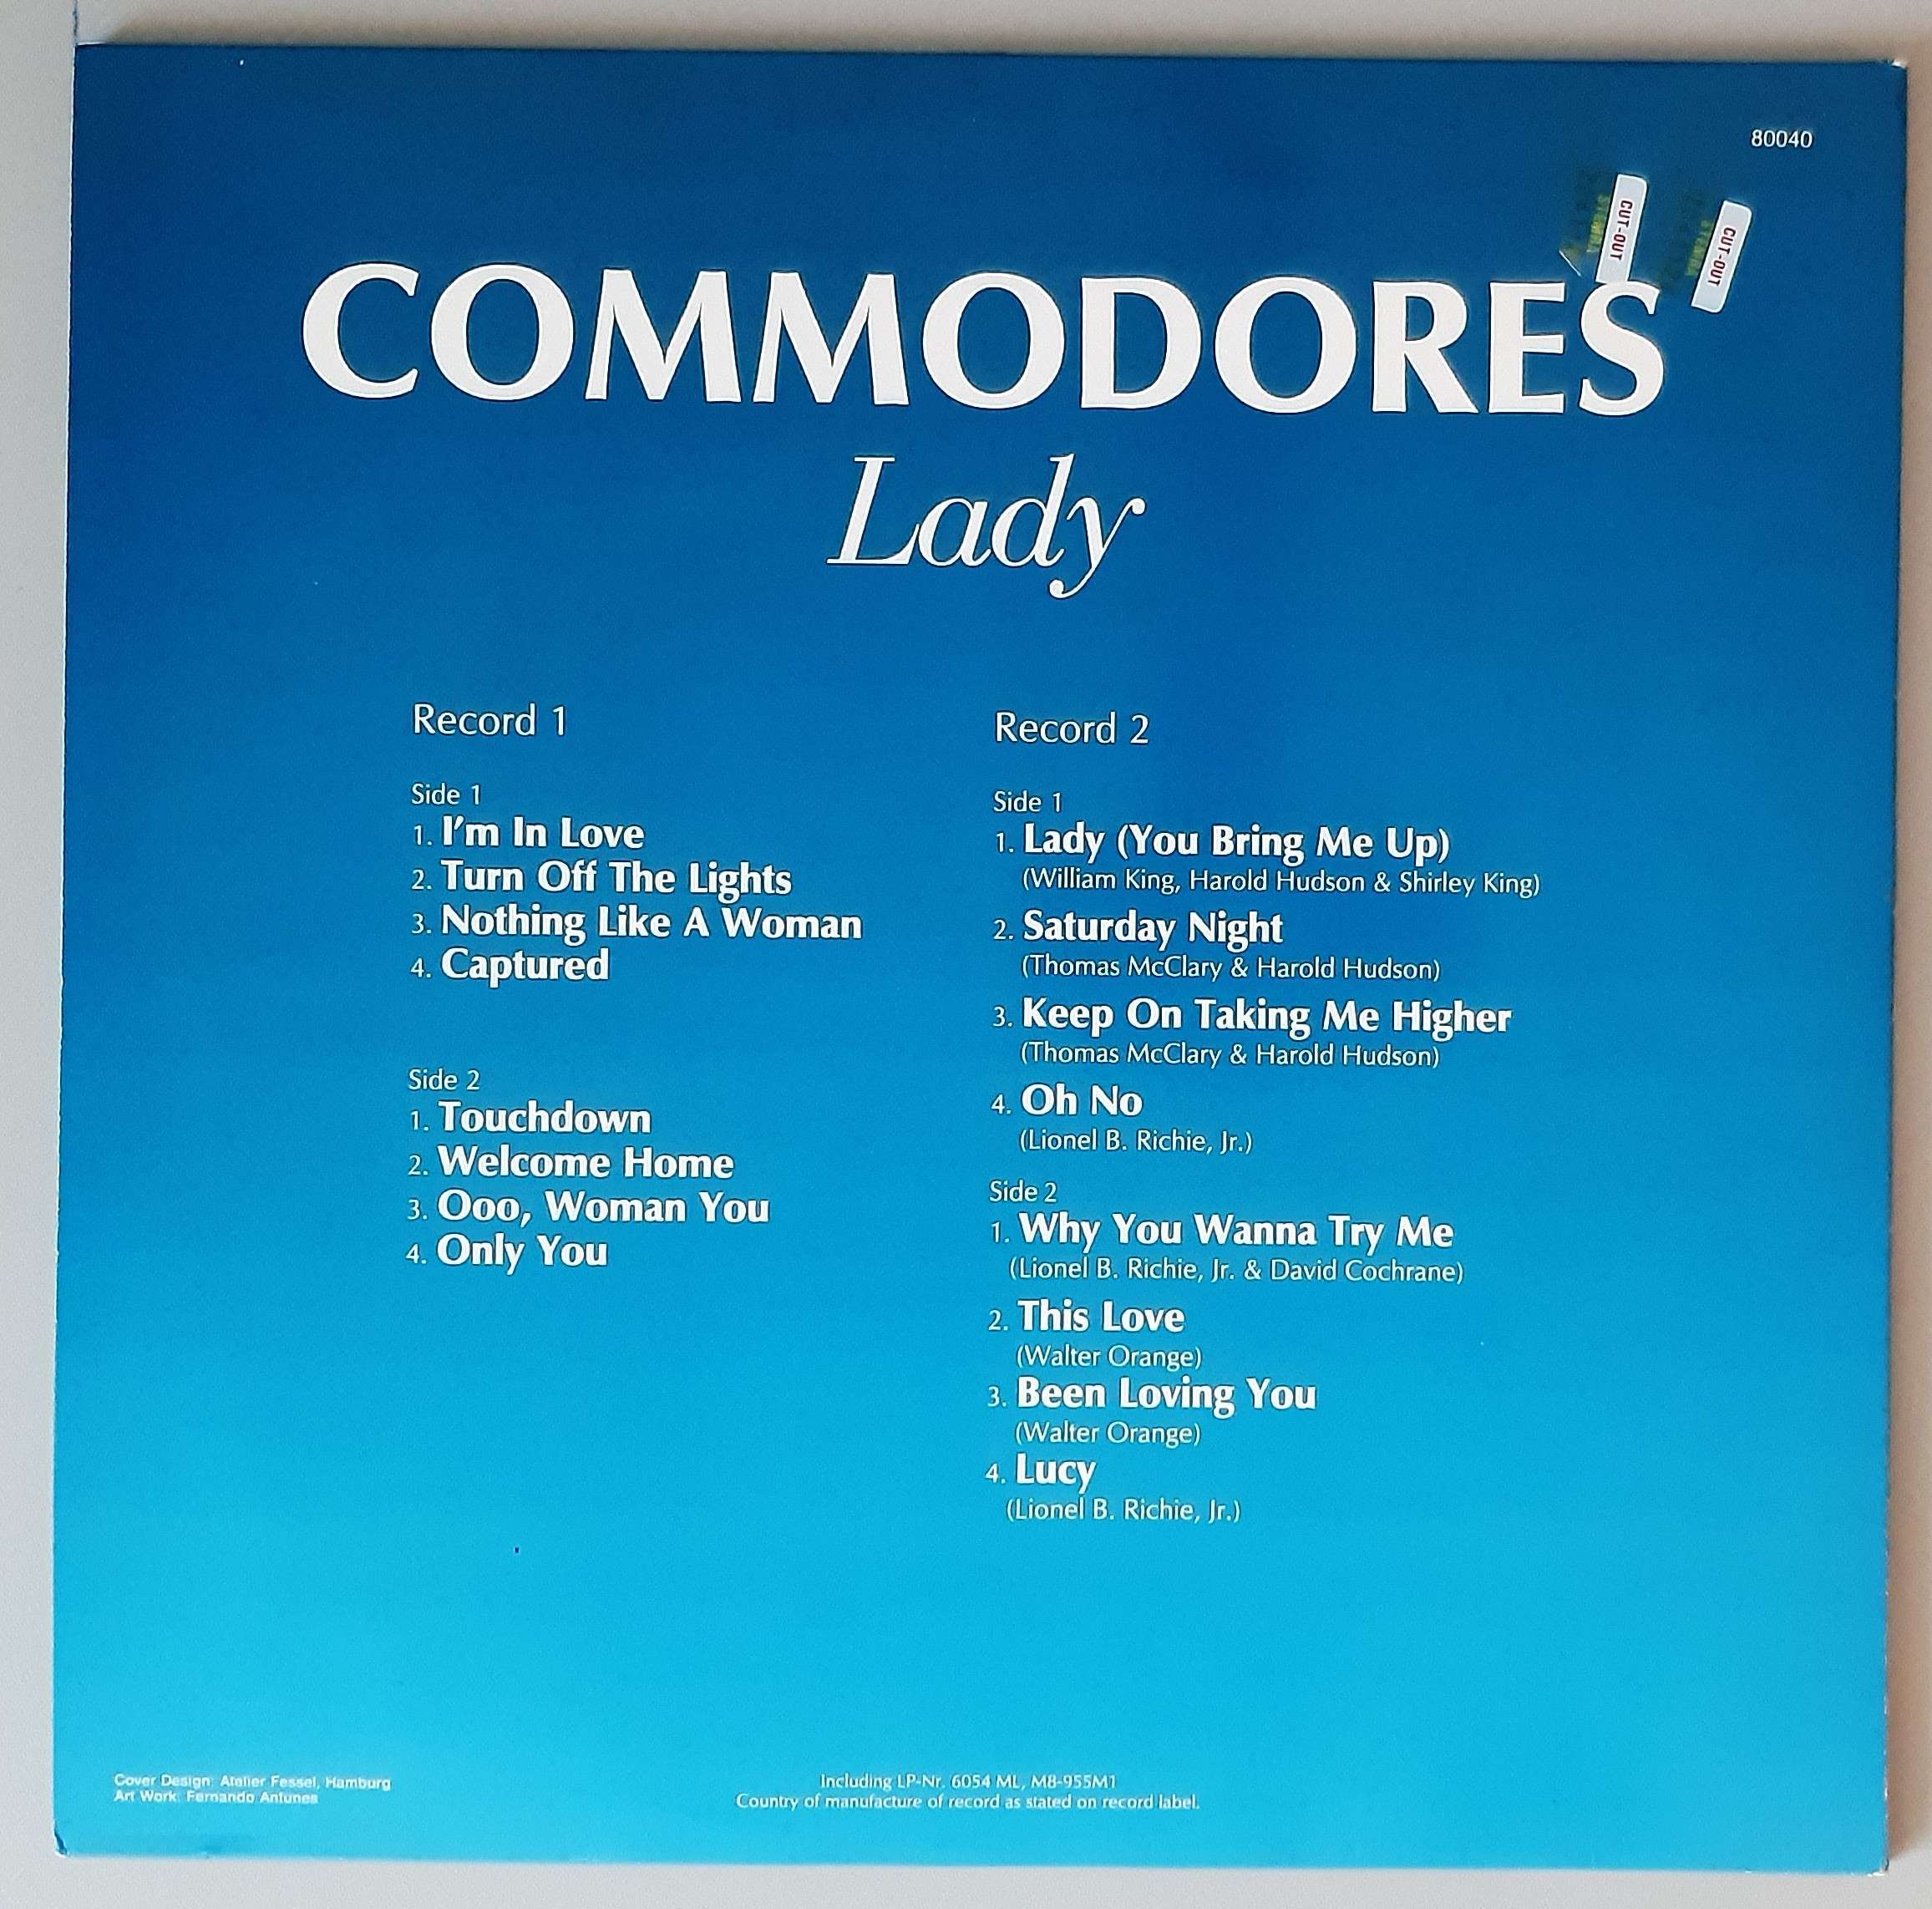 80040
CUT-OUT
CUT-OUT
STEMRA
STEMRA
COMMODORES
Lady
Record 1
Side 1
1. I'm In Love
2. Turn Off The Lights
3. Nothing Like A Woman
4. Captured
Side 2
1. Touchdown
2. Welcome Home
3. Ooo, Woman You
4. Only You
Record 2
Side 1
1. Lady (You Bring Me Up)
(William King, Harold Hudson & Shirley King)
2. Saturday Night
(Thomas McClary & Harold Hudson)
3. Keep On Taking Me Higher
(Thomas McClary & Harold Hudson)
4. Oh No
(Lionel B. Richie, Jr.)
Side 2
1. Why You Wanna Try Me
(Lionel B. Richie, Jr. & David Cochrane)
2. This Love
(Walter Orange)
3. Been Loving You
(Walter Orange)
4. Lucy
(Lionel B. Richie, Jr.)
Cover Design: Atelier Fessel, Hamburg
Art Work: Fernando Antunes
Including LP-Nr. 6054 ML, M8-955M1
Country of manufacture of record as stated on record label.